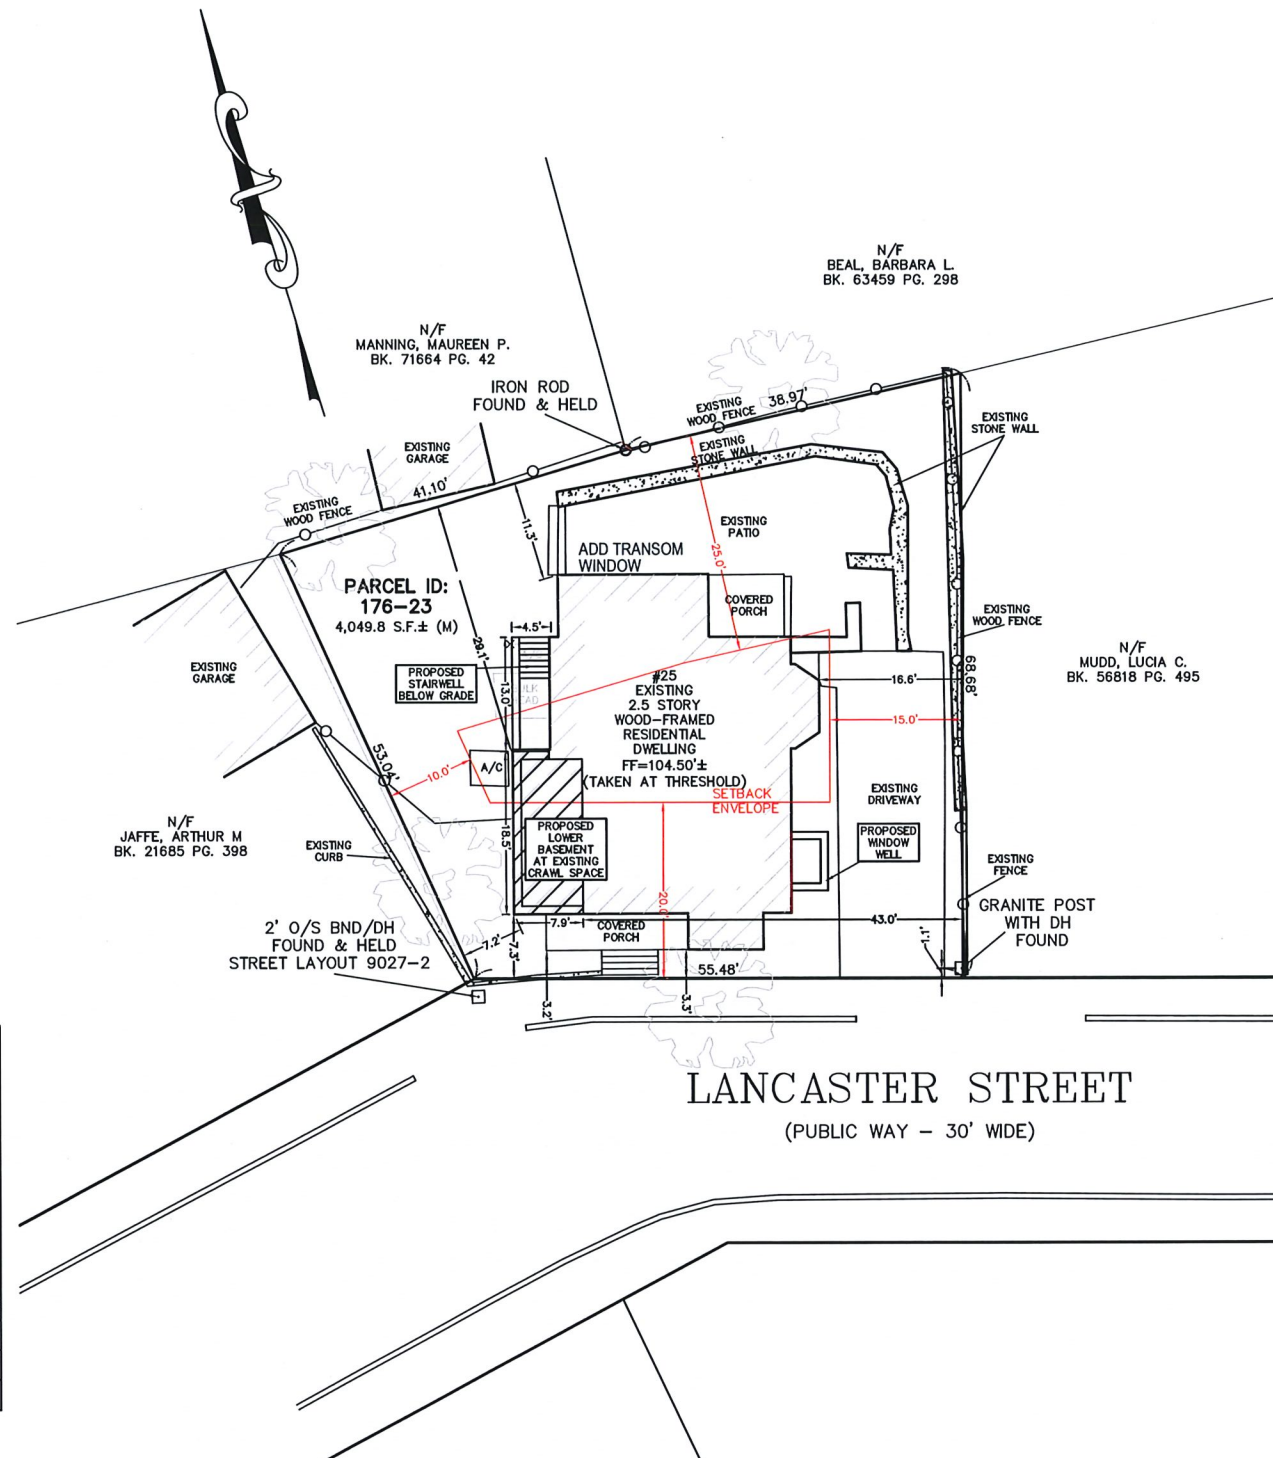 N/F
BEAL, BARBARA L.
BK. 63459 PG. 298
N/F
MANNING, MAUREEN P.
BK. 71664 PG. 42
IRON ROD
FOUND & HELD
EXISTING
WOOD FENCE
38.97'
EXISTING
STONE WALL
EXISTING
STONE WALL
EXISTING
GARAGE
41.10'
EXISTING
WOOD FENCE
11.3'
EXISTING
PATIO
25.0'
ADD TRANSOM
WINDOW
PARCEL ID:
176-23
4,049.8 S.F.± (M)
COVERED
PORCH
EXISTING
WOOD FENCE
4.5'
29.1'
N/F
MUDD, LUCIA C.
BK. 56818 PG. 495
68.68'
EXISTING
GARAGE
PROPOSED
STAIRWELL
BELOW GRADE
13.0'
#25
EXISTING
2.5 STORY
WOOD-FRAMED
RESIDENTIAL
DWELLING
FF=104.50'±
(TAKEN AT THRESHOLD)
16.6'
15.0'
53.04'
10.0'
A/C
SETBACK
ENVELOPE
EXISTING
DRIVEWAY
N/F
JAFFE, ARTHUR M
BK. 21685 PG. 398
EXISTING
CURB
18.5'
PROPOSED
LOWER
BASEMENT
AT EXISTING
CRAWL SPACE
PROPOSED
WINDOW
WELL
EXISTING
FENCE
20.0'
2' O/S BND/DH
FOUND & HELD
STREET LAYOUT 9027-2
7.2'
7.3'
7.9'
COVERED
PORCH
43.0'
1.1'
GRANITE POST
WITH DH
FOUND
55.48'
3.2'
3.3'
LANCASTER STREET
(PUBLIC WAY - 30' WIDE)